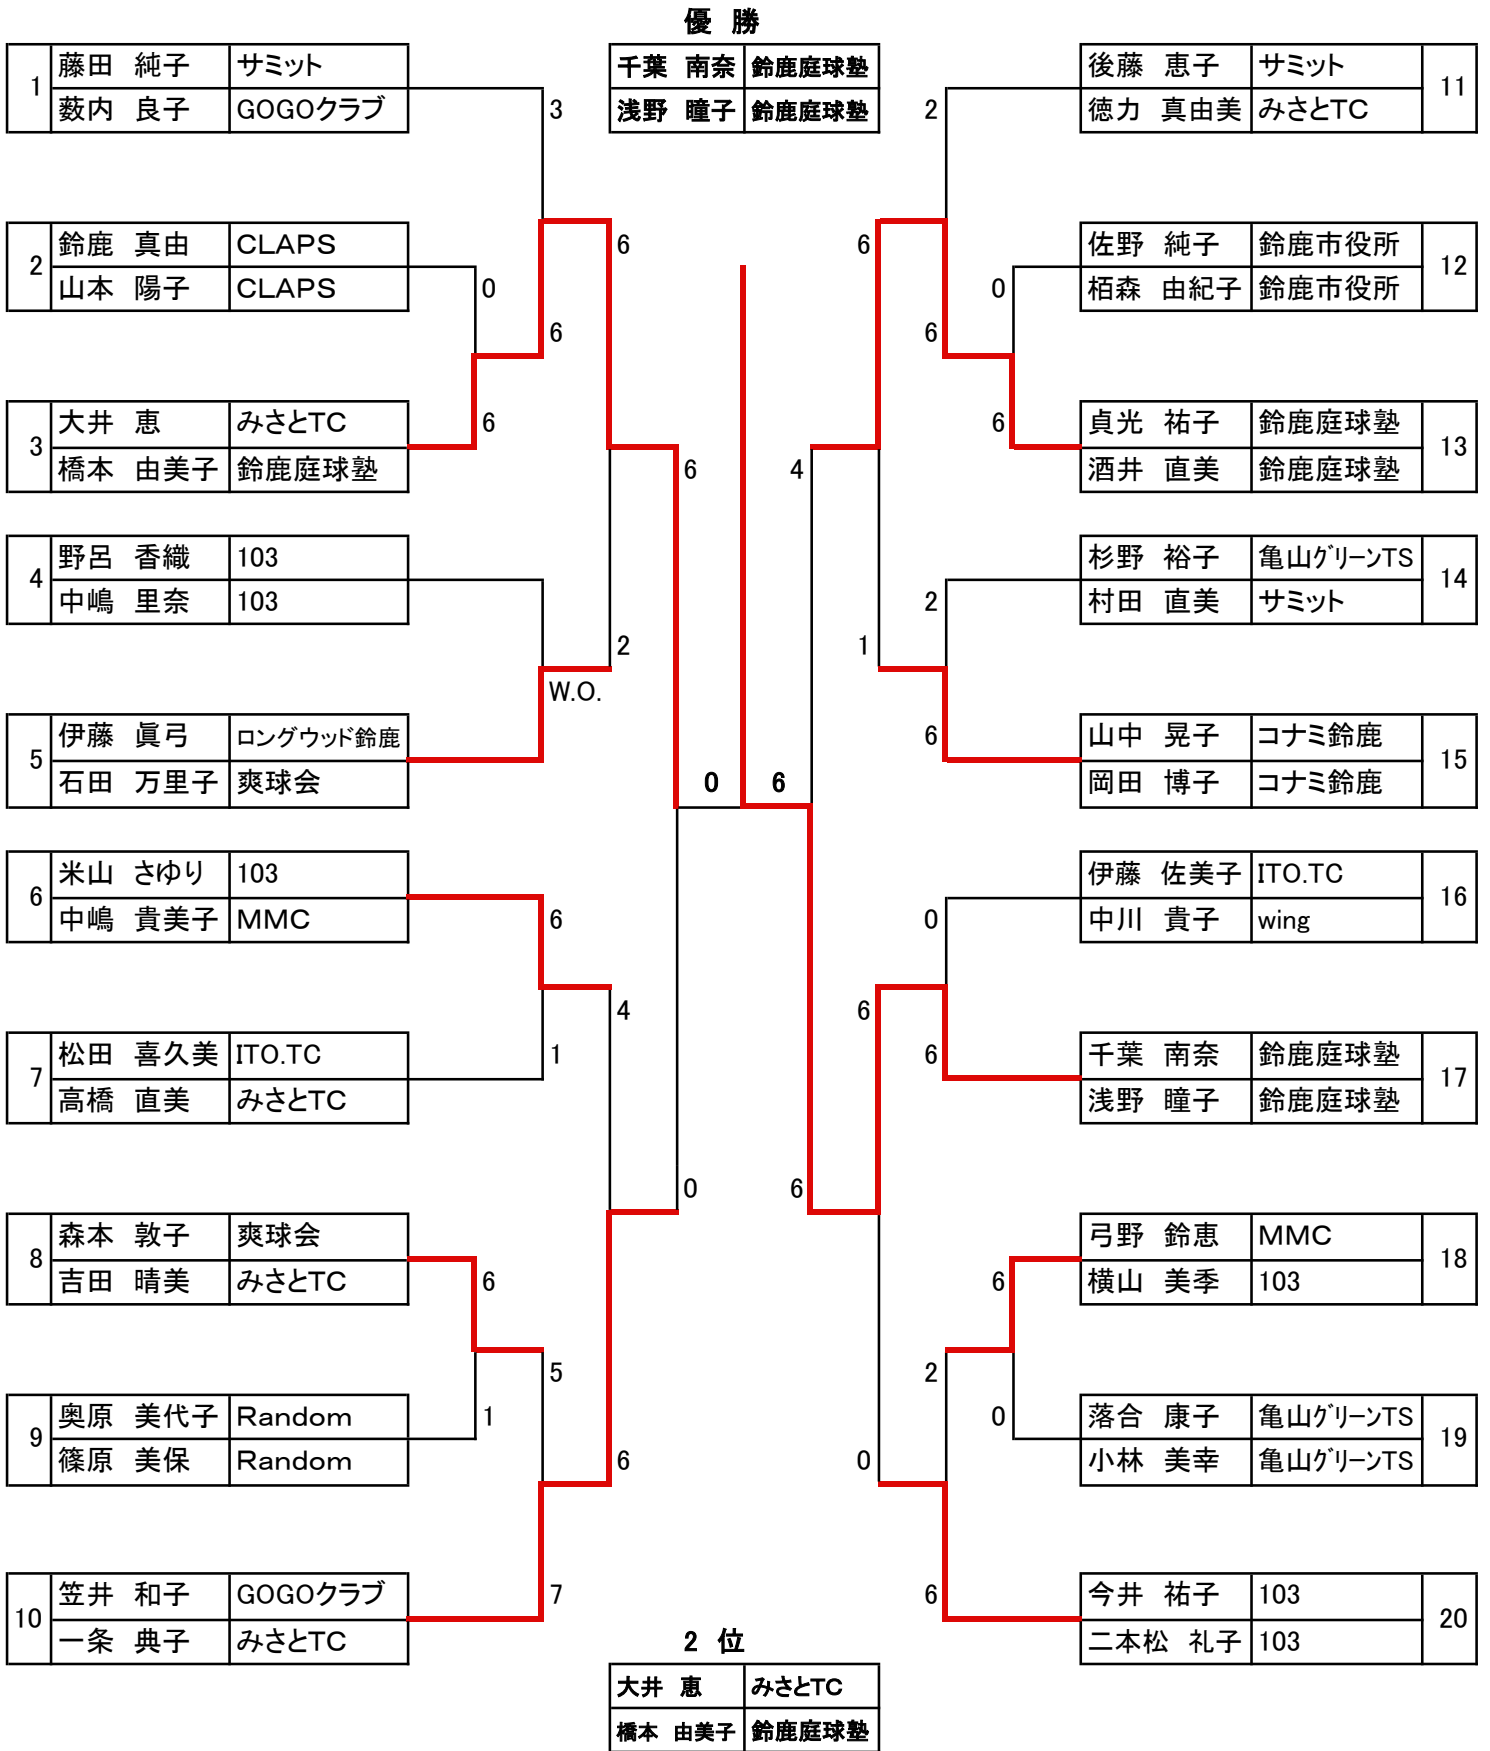 優 勝
千葉 南奈 鈴鹿庭球塾
浅野 瞳子 鈴鹿庭球塾
1
藤田 純子 サミット
薮内 良子 GOGOクラブ
3
2
鈴鹿 真由 CLAPS
山本 陽子 CLAPS
0
6
6
3
大井 恵 みさとTC
橋本 由美子 鈴鹿庭球塾
6
6
4
野呂 香織 103
中嶋 里奈 103
2
W.O.
5
伊藤 眞弓 ロングウッド鈴鹿
石田 万里子 爽球会
0 6
6
米山 さゆり 103
中嶋 貴美子 MMC
6
4
7
松田 喜久美 ITO.TC
高橋 直美 みさとTC
1
0
8
森本 敦子 爽球会
吉田 晴美 みさとTC
6
5
9
奥原 美代子 Random
篠原 美保 Random
1
6
10
笠井 和子 GOGOクラブ
一条 典子 みさとTC
7
後藤 恵子 サミット
徳力 真由美 みさとTC
11
2
6
佐野 純子 鈴鹿市役所
栢森 由紀子 鈴鹿市役所
12
0
6
貞光 祐子 鈴鹿庭球塾
酒井 直美 鈴鹿庭球塾
13
6
4
杉野 裕子 亀山グリーンTS
村田 直美 サミット
14
2
1
山中 晃子 コナミ鈴鹿
岡田 博子 コナミ鈴鹿
15
6
伊藤 佐美子 ITO.TC
中川 貴子 wing
16
0
6
千葉 南奈 鈴鹿庭球塾
浅野 瞳子 鈴鹿庭球塾
17
6
6
弓野 鈴恵 MMC
横山 美季 103
18
6
2
落合 康子 亀山グリーンTS
小林 美幸 亀山グリーンTS
19
0
0
今井 祐子 103
二本松 礼子 103
20
6
2 位
大井 恵 みさとTC
橋本 由美子 鈴鹿庭球塾